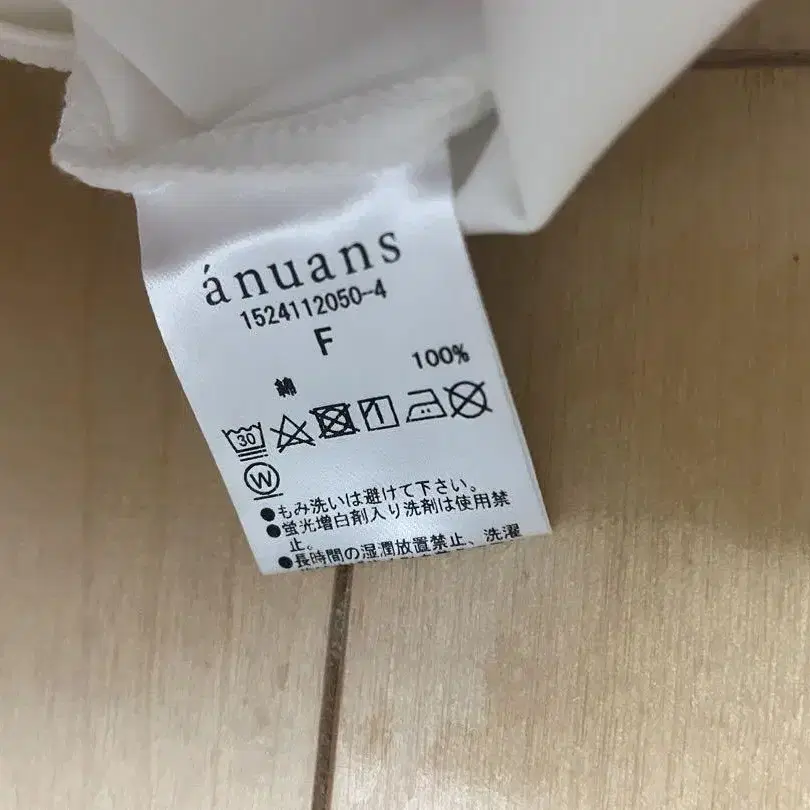 ánuans
1524112050-4
F
綿 100%
30
W
●もみ洗いは避けて下さい。
●蛍光増白剤入り洗剤は使用禁
止。
●長時間の湿潤放置禁止、洗濯